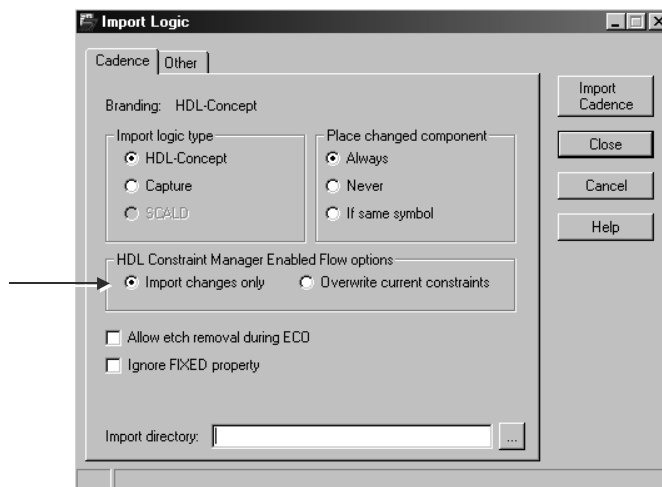 Import Logic
Cadence
Other
Branding: HDL-Concept
Import logic type
HDL-Concept
Capture
SCALD
Place changed component
Always
Never
If same symbol
HDL Constraint Manager Enabled Flow options
Import changes only
Overwrite current constraints
Allow etch removal during ECO
Ignore FIXED property
Import directory:
...
Import
Cadence
Close
Cancel
Help